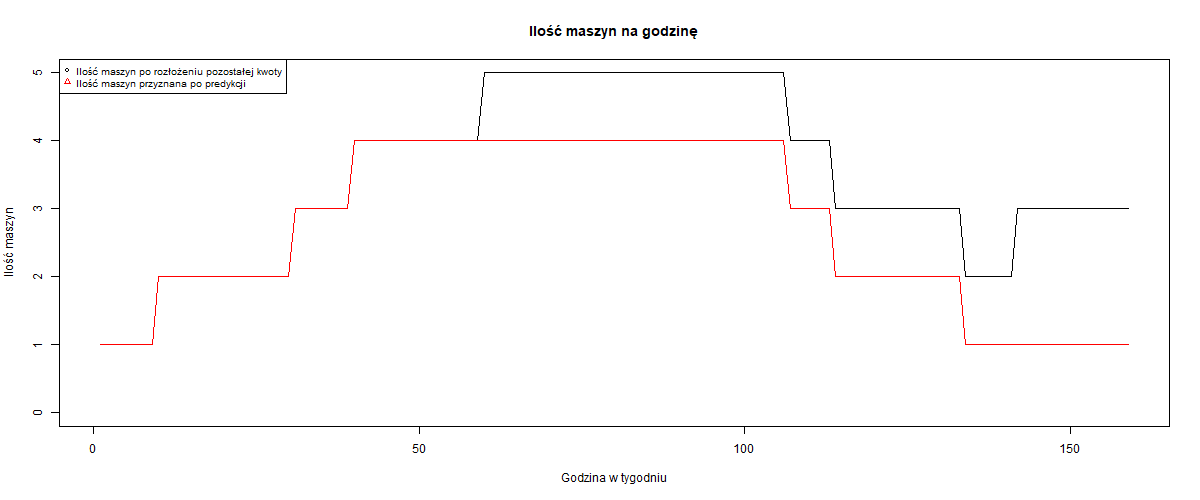 Ilość maszyn na godzinę
Ilość maszyn po rozłożeniu pozostałej kwoty
Ilość maszyn przyznana po predykcji
5
4
3
2
1
0
Ilość maszyn
0 50 100 150
Godzina w tygodniu